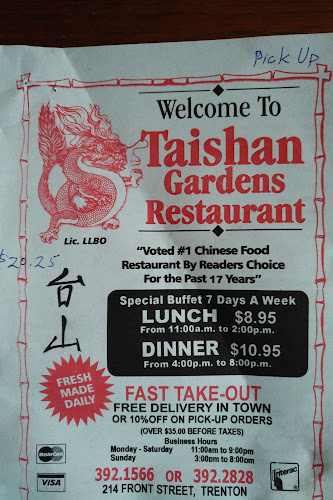 Pick Up
Welcome To
Taishan
Gardens
Restaurant
Lic. LLBO
$20.25
台
山
"Voted #1 Chinese Food
Restaurant By Readers Choice
For the Past 17 Years"
Special Buffet 7 Days A Week
LUNCH $8.95
From 11:00a.m. to 2:00p.m.
DINNER $10.95
From 4:00p.m. to 8:00p.m.
FRESH
MADE
DAILY
FAST TAKE-OUT
FREE DELIVERY IN TOWN
OR 10% OFF ON PICK-UP ORDERS
(OVER $35.00 BEFORE TAXES)
Business Hours
Monday - Saturday 11:00am to 9:00pm
Sunday 3:00pm to 8:00pm
392.1566 OR 392.2828
214 FRONT STREET, TRENTON
MasterCard
VISA
Interac